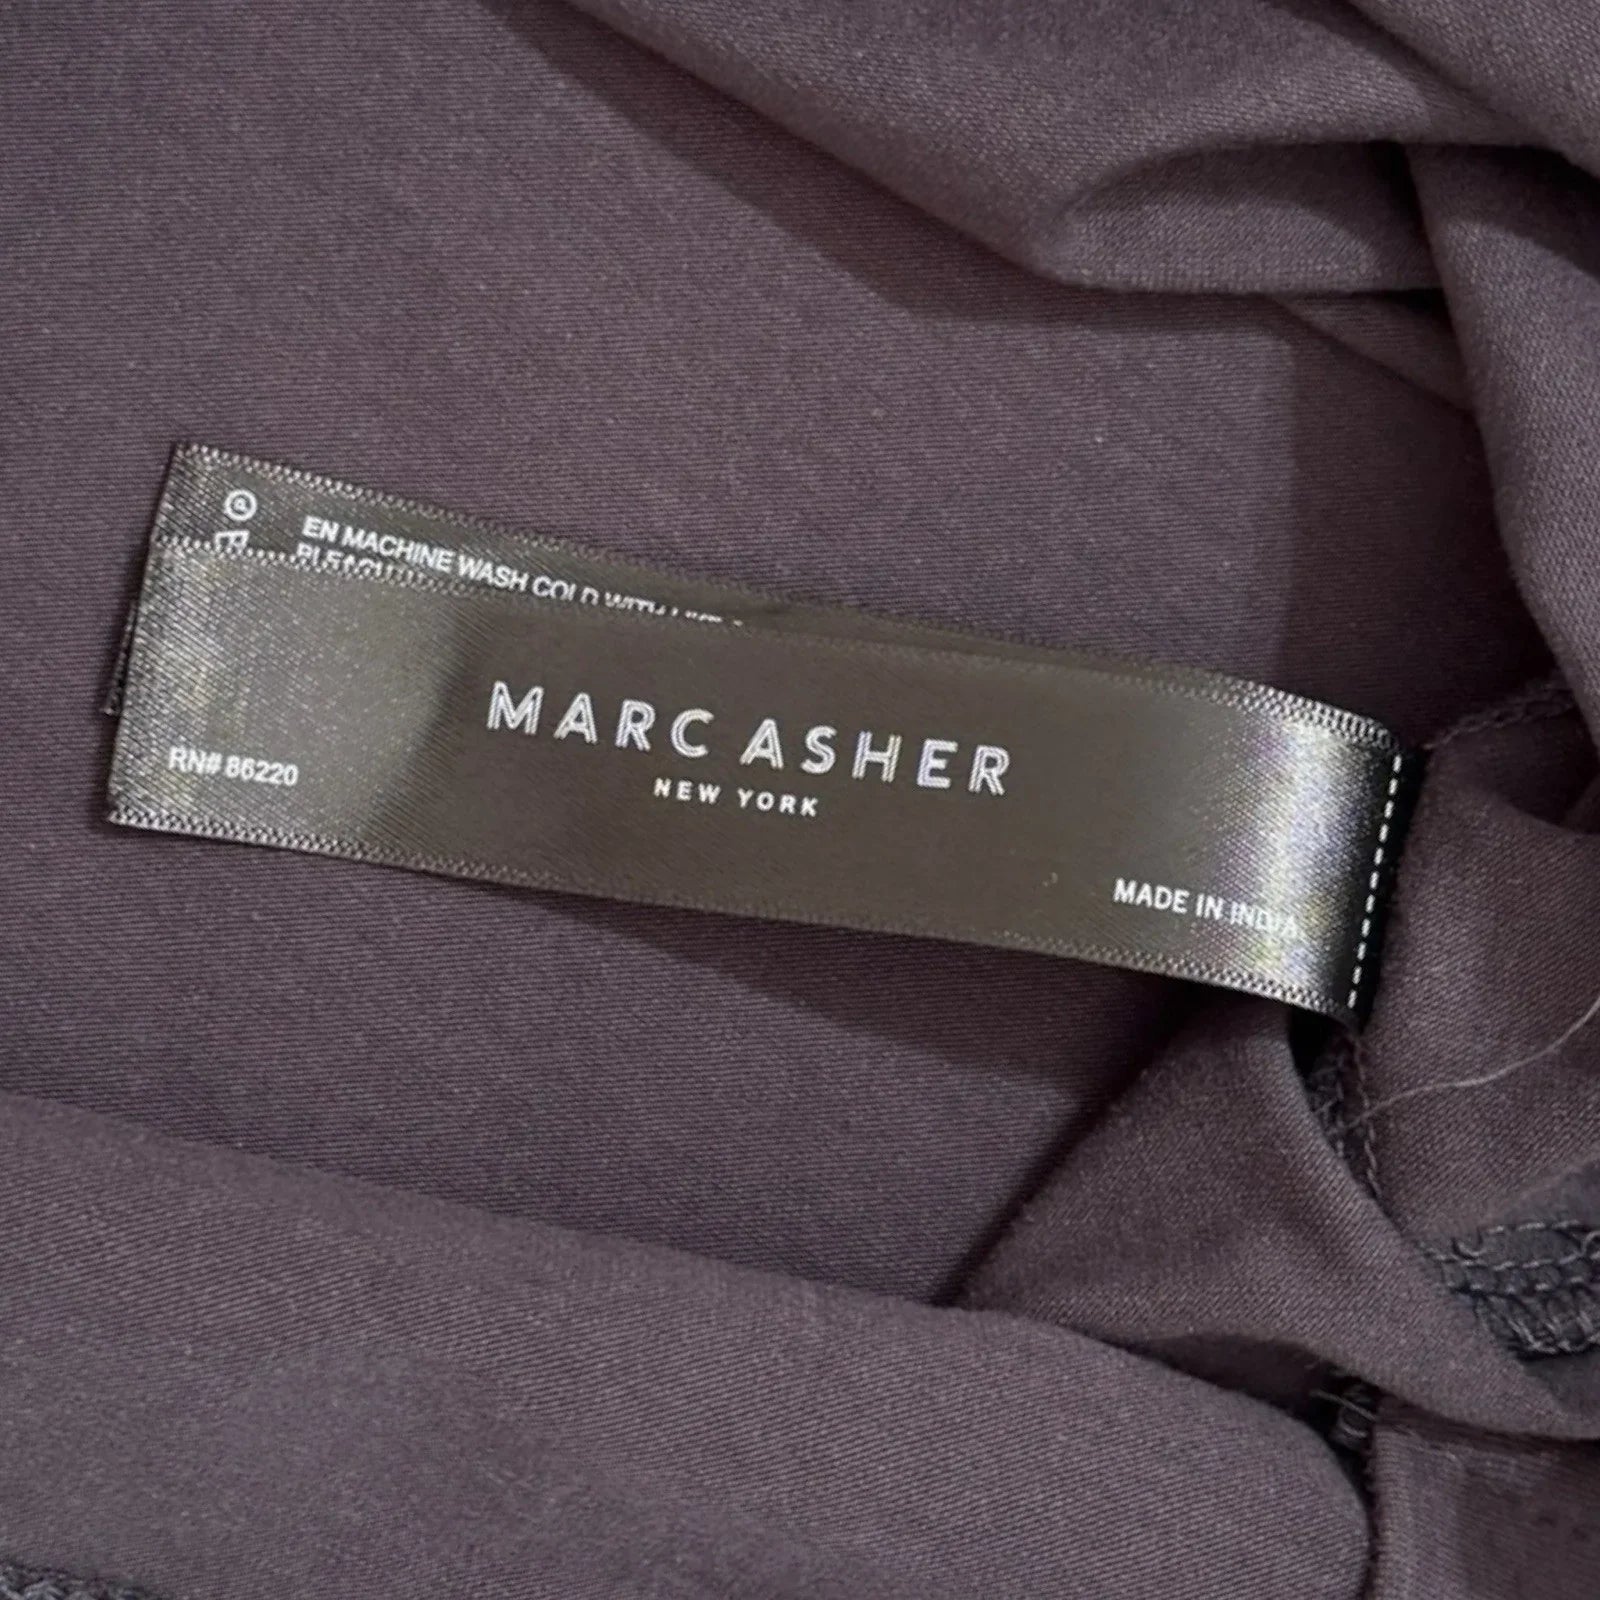 EN MACHINE WASH COLD WITH
MARC ASHER
NEW YORK
RN# 86220
MADE IN INDIA